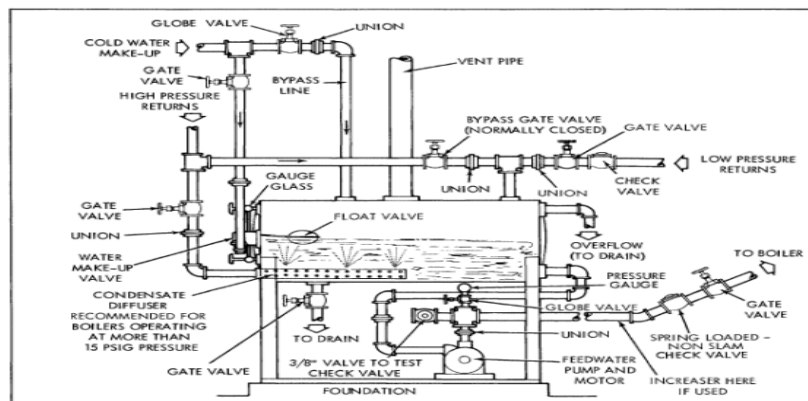 GLOBE VALVE
UNION
COLD WATER
MAKE-UP
GATE
VALVE
HIGH PRESSURE
RETURNS
BYPASS
LINE
VENT PIPE
BYPASS GATE VALVE
(NORMALLY CLOSED)
GATE VALVE
LOW PRESSURE
RETURNS
UNION
UNION
CHECK
VALVE
GAUGE
GLASS
GATE
VALVE
FLOAT VALVE
UNION
WATER
MAKE-UP
VALVE
OVERFLOW
(TO DRAIN)
TO BOILER
PRESSURE
GAUGE
CONDENSATE
DIFFUSER
RECOMMENDED FOR
BOILERS OPERATING
AT MORE THAN
15 PSIG PRESSURE
GLOBE VALVE
GATE
VALVE
TO DRAIN
UNION
SPRING LOADED-
NON SLAM
CHECK VALVE
GATE VALVE
3/8" VALVE TO TEST
CHECK VALVE
FEEDWATER
PUMP AND
MOTOR
INCREASER HERE
IF USED
FOUNDATION